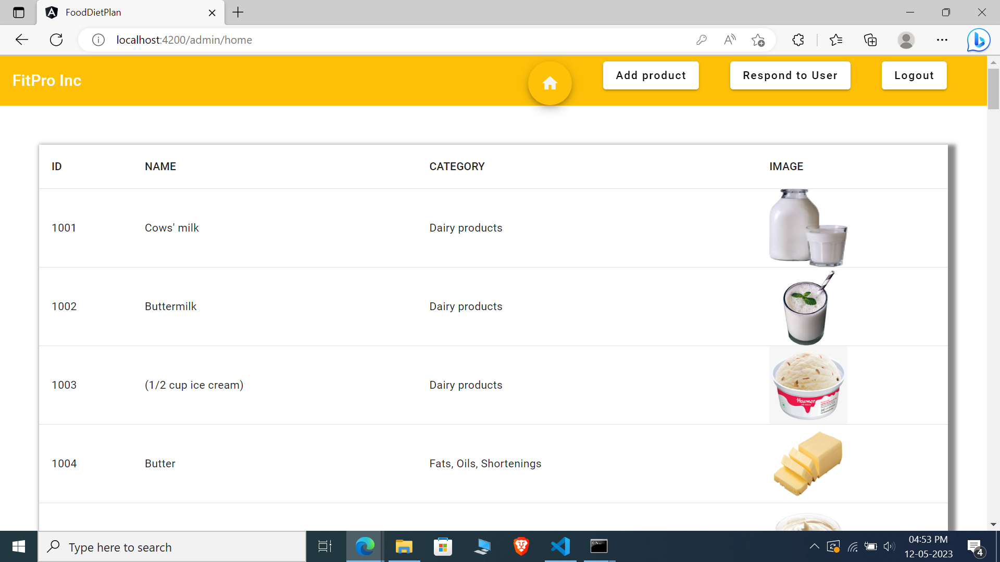 FoodDietPlan
localhost:4200/admin/home
FitPro Inc
Add product
Respond to User
Logout
ID NAME CATEGORY IMAGE
1001 Cows' milk Dairy products
1002 Buttermilk Dairy products
1003 (1/2 cup ice cream) Dairy products
Havmor
1004 Butter Fats, Oils, Shortenings
Type here to search
04:53 PM
12-05-2023
4